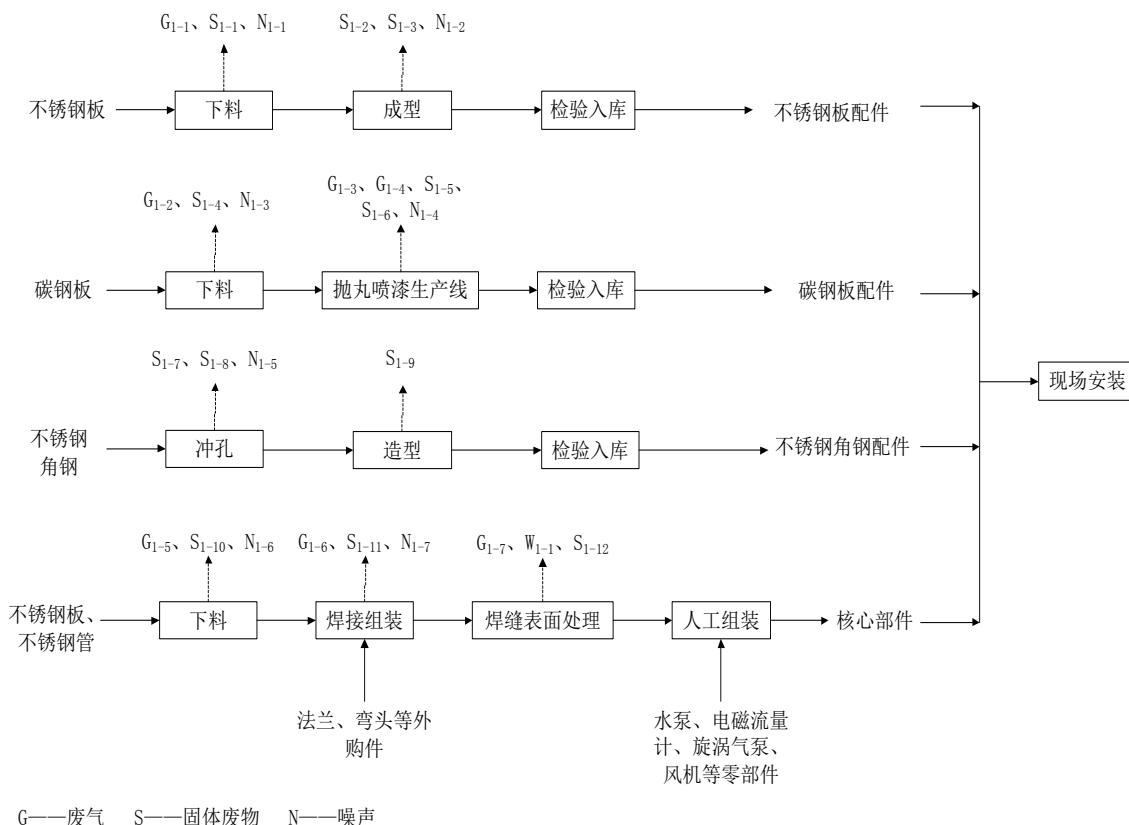 G1-1、S1-1、N1-1
S1-2、S1-3、N1-2
不锈钢板
下料
成型
检验入库
不锈钢板配件
G1-2、S1-4、N1-3
G1-3、G1-4、S1-5、
S1-6、N1-4
碳钢板
下料
抛丸喷漆生产线
检验入库
碳钢板配件
现场安装
S1-7、S1-8、N1-5
S1-9
不锈钢
角钢
冲孔
造型
检验入库
不锈钢角钢配件
G1-5、S1-10、N1-6
G1-6、S1-11、N1-7
G1-7、W1-1、S1-12
不锈钢板、
不锈钢管
下料
焊接组装
焊缝表面处理
人工组装
核心部件
法兰、弯头等外
购件
水泵、电磁流量
计、旋涡气泵、
风机等零部件
G——废气 S——固体废物 N——噪声